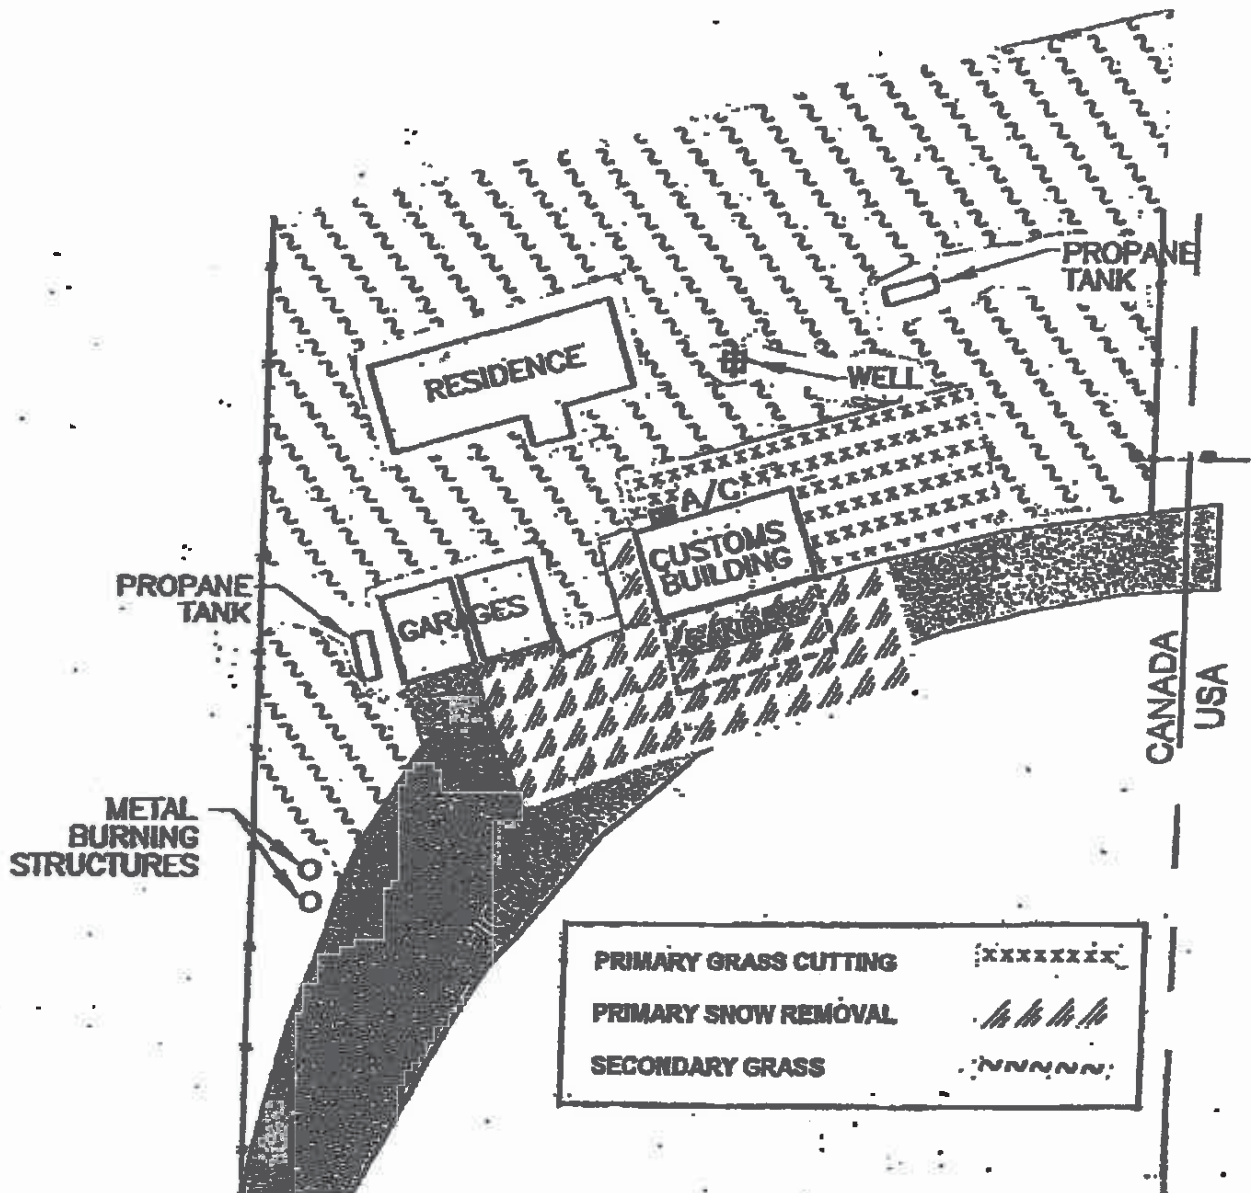 PROPANE
TANK
RESIDENCE
WELL
A/C
CUSTOMS
BUILDING
PROPANE
TANK
GARAGES
CANADA
USA
METAL
BURNING
STRUCTURES
PRIMARY GRASS CUTTING
PRIMARY SNOW REMOVAL
SECONDARY GRASS